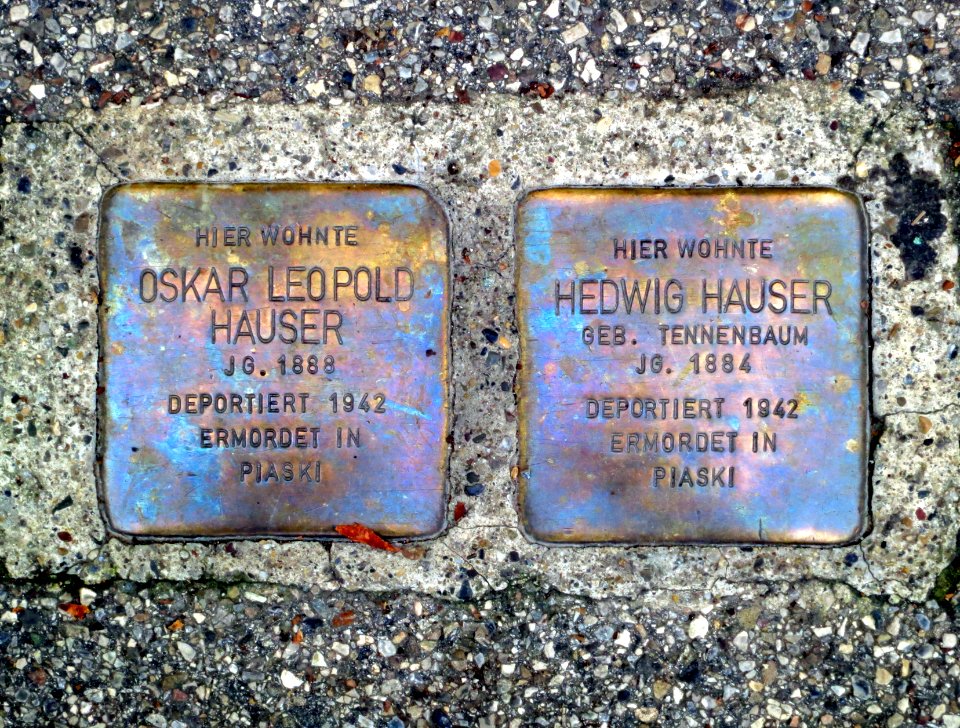 HIER WOHNTE
OSKAR LEOPOLD
HAUSER
JG. 1888
DEPORTIERT 1942
ERMORDET IN
PIASKI
HIER WOHNTE
HEDWIG HAUSER
GEB. TENNENBAUM
JG. 1884
DEPORTIERT 1942
ERMORDET IN
PIASKI